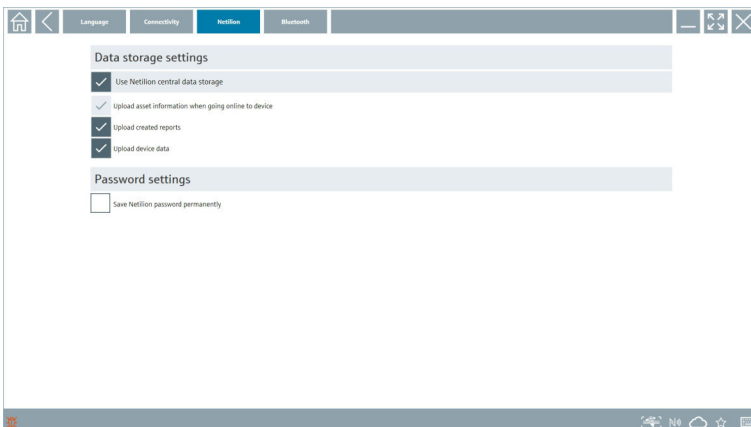 Language Connectivity Netilion Bluetooth
Data storage settings
Use Netilion central data storage
Upload asset information when going online to device
Upload created reports
Upload device data
Password settings
Save Netilion password permanently